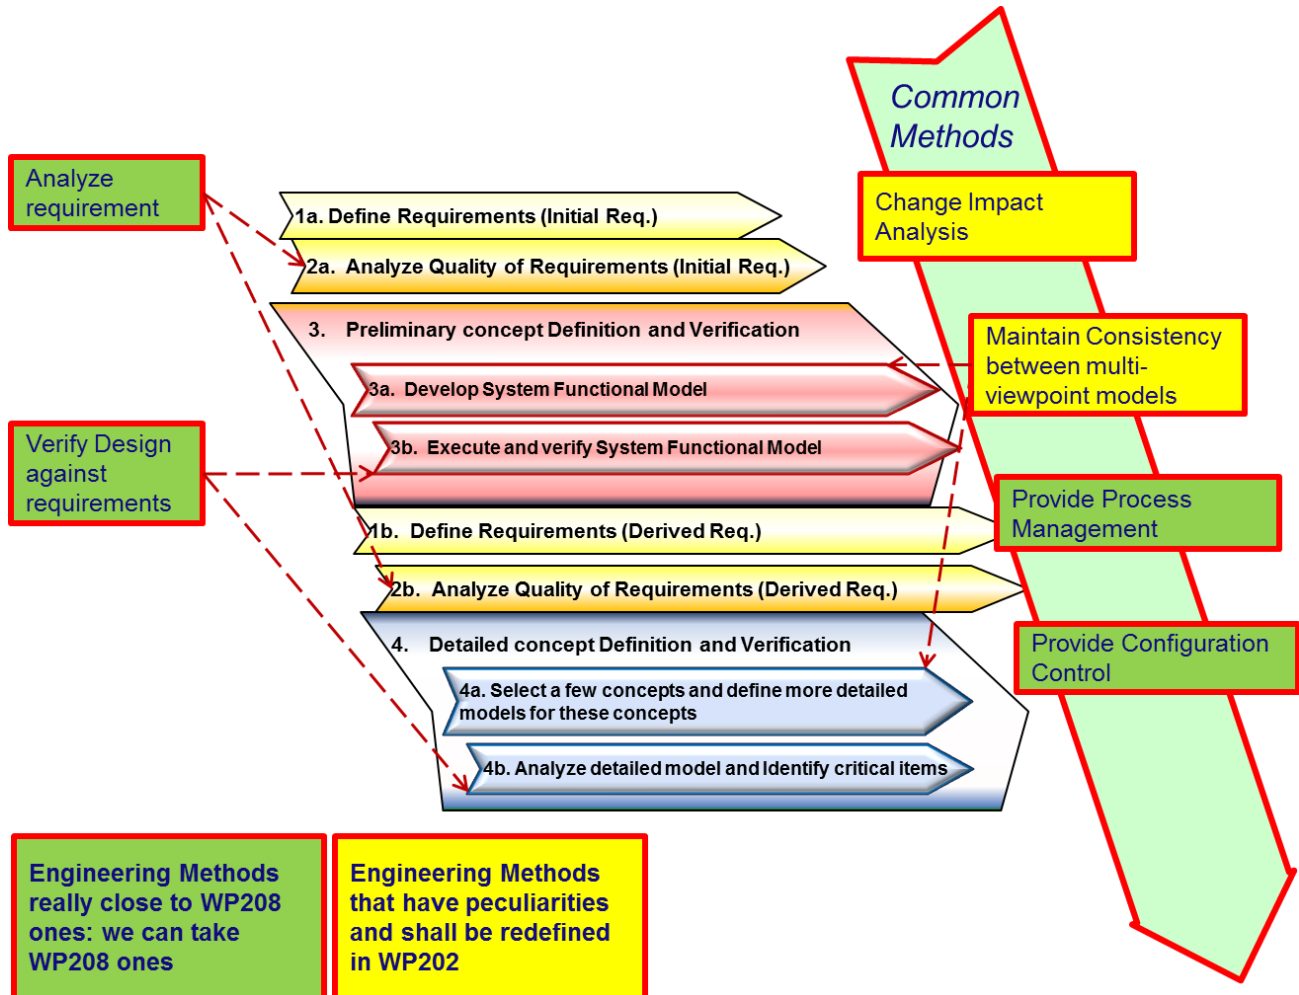 Common
Methods
Analyze
requirement
Change Impact
Analysis
1a. Define Requirements (Initial Req.)
2a. Analyze Quality of Requirements (Initial Req.)
3. Preliminary concept Definition and Verification
Maintain Consistency
between multi-
viewpoint models
3a. Develop System Functional Model
3b. Execute and verify System Functional Model
Verify Design
against
requirements
Provide Process
Management
1b. Define Requirements (Derived Req.)
2b. Analyze Quality of Requirements (Derived Req.)
4. Detailed concept Definition and Verification
Provide Configuration
Control
4a. Select a few concepts and define more detailed
models for these concepts
4b. Analyze detailed model and Identify critical items
Engineering Methods
really close to WP208
ones: we can take
WP208 ones
Engineering Methods
that have peculiarities
and shall be redefined
in WP202